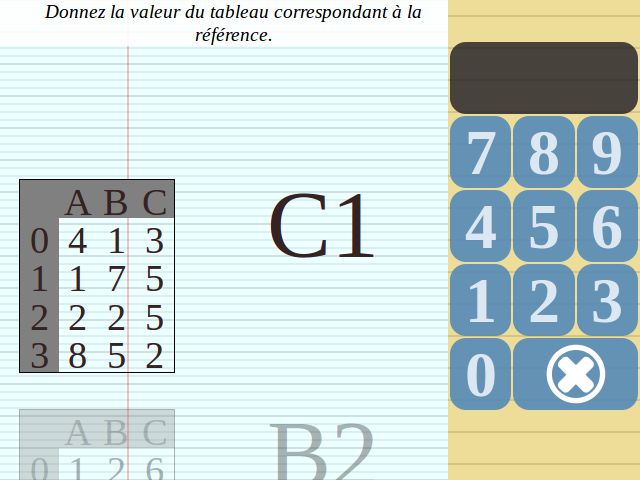 Donnez la valeur du tableau correspondant à la
référence.
A B C
0 4 1 3
1 1 7 5
2 2 2 5
3 8 5 2
C1
A B C
0 1 2 6
B2
7 8 9
4 5 6
1 2 3
0